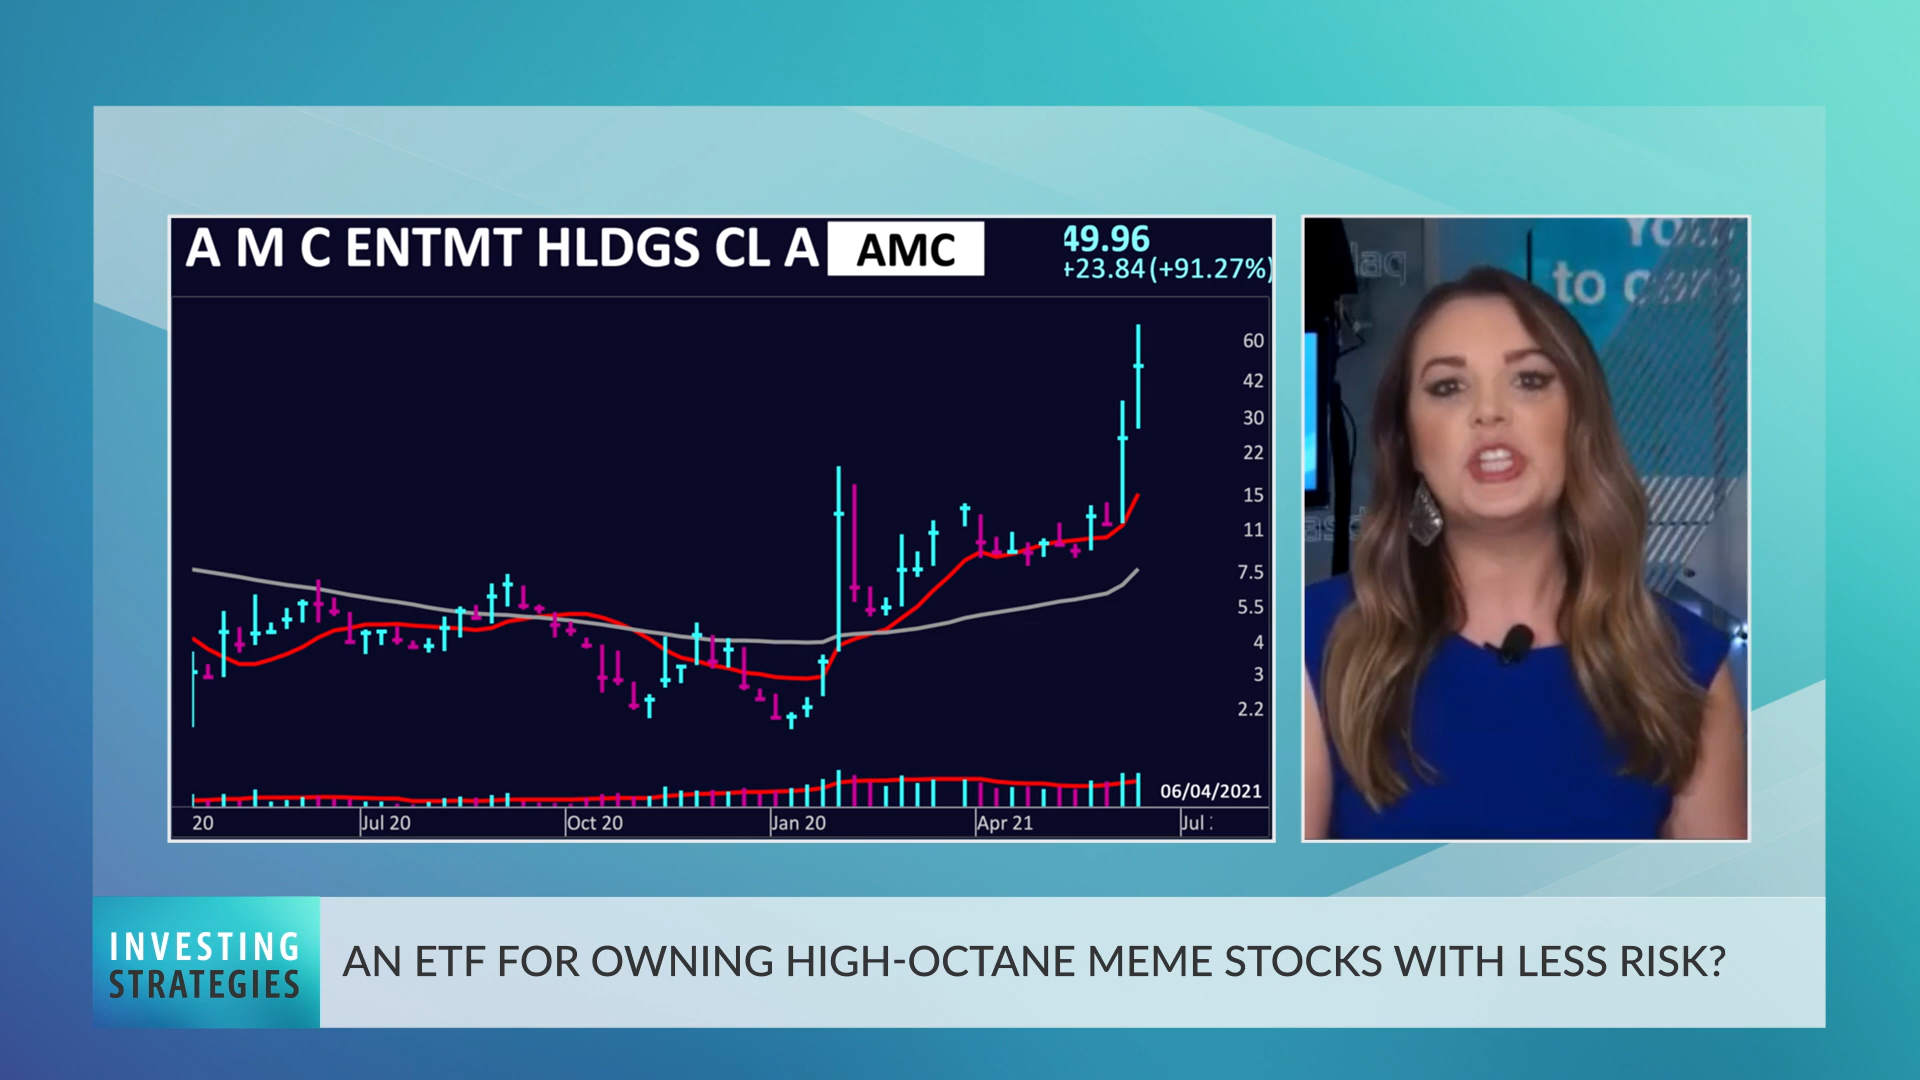 A M C ENTMT HLDGS CL A AMC
49.96
+23.84 (+91.27%)
60
42
30
22
15
11
7.5
5.5
4
3
2.2
06/04/2021
20 Jul 20 Oct 20 Jan 20 Apr 21 Jul
to
INVESTING
STRATEGIES
AN ETF FOR OWNING HIGH-OCTANE MEME STOCKS WITH LESS RISK?